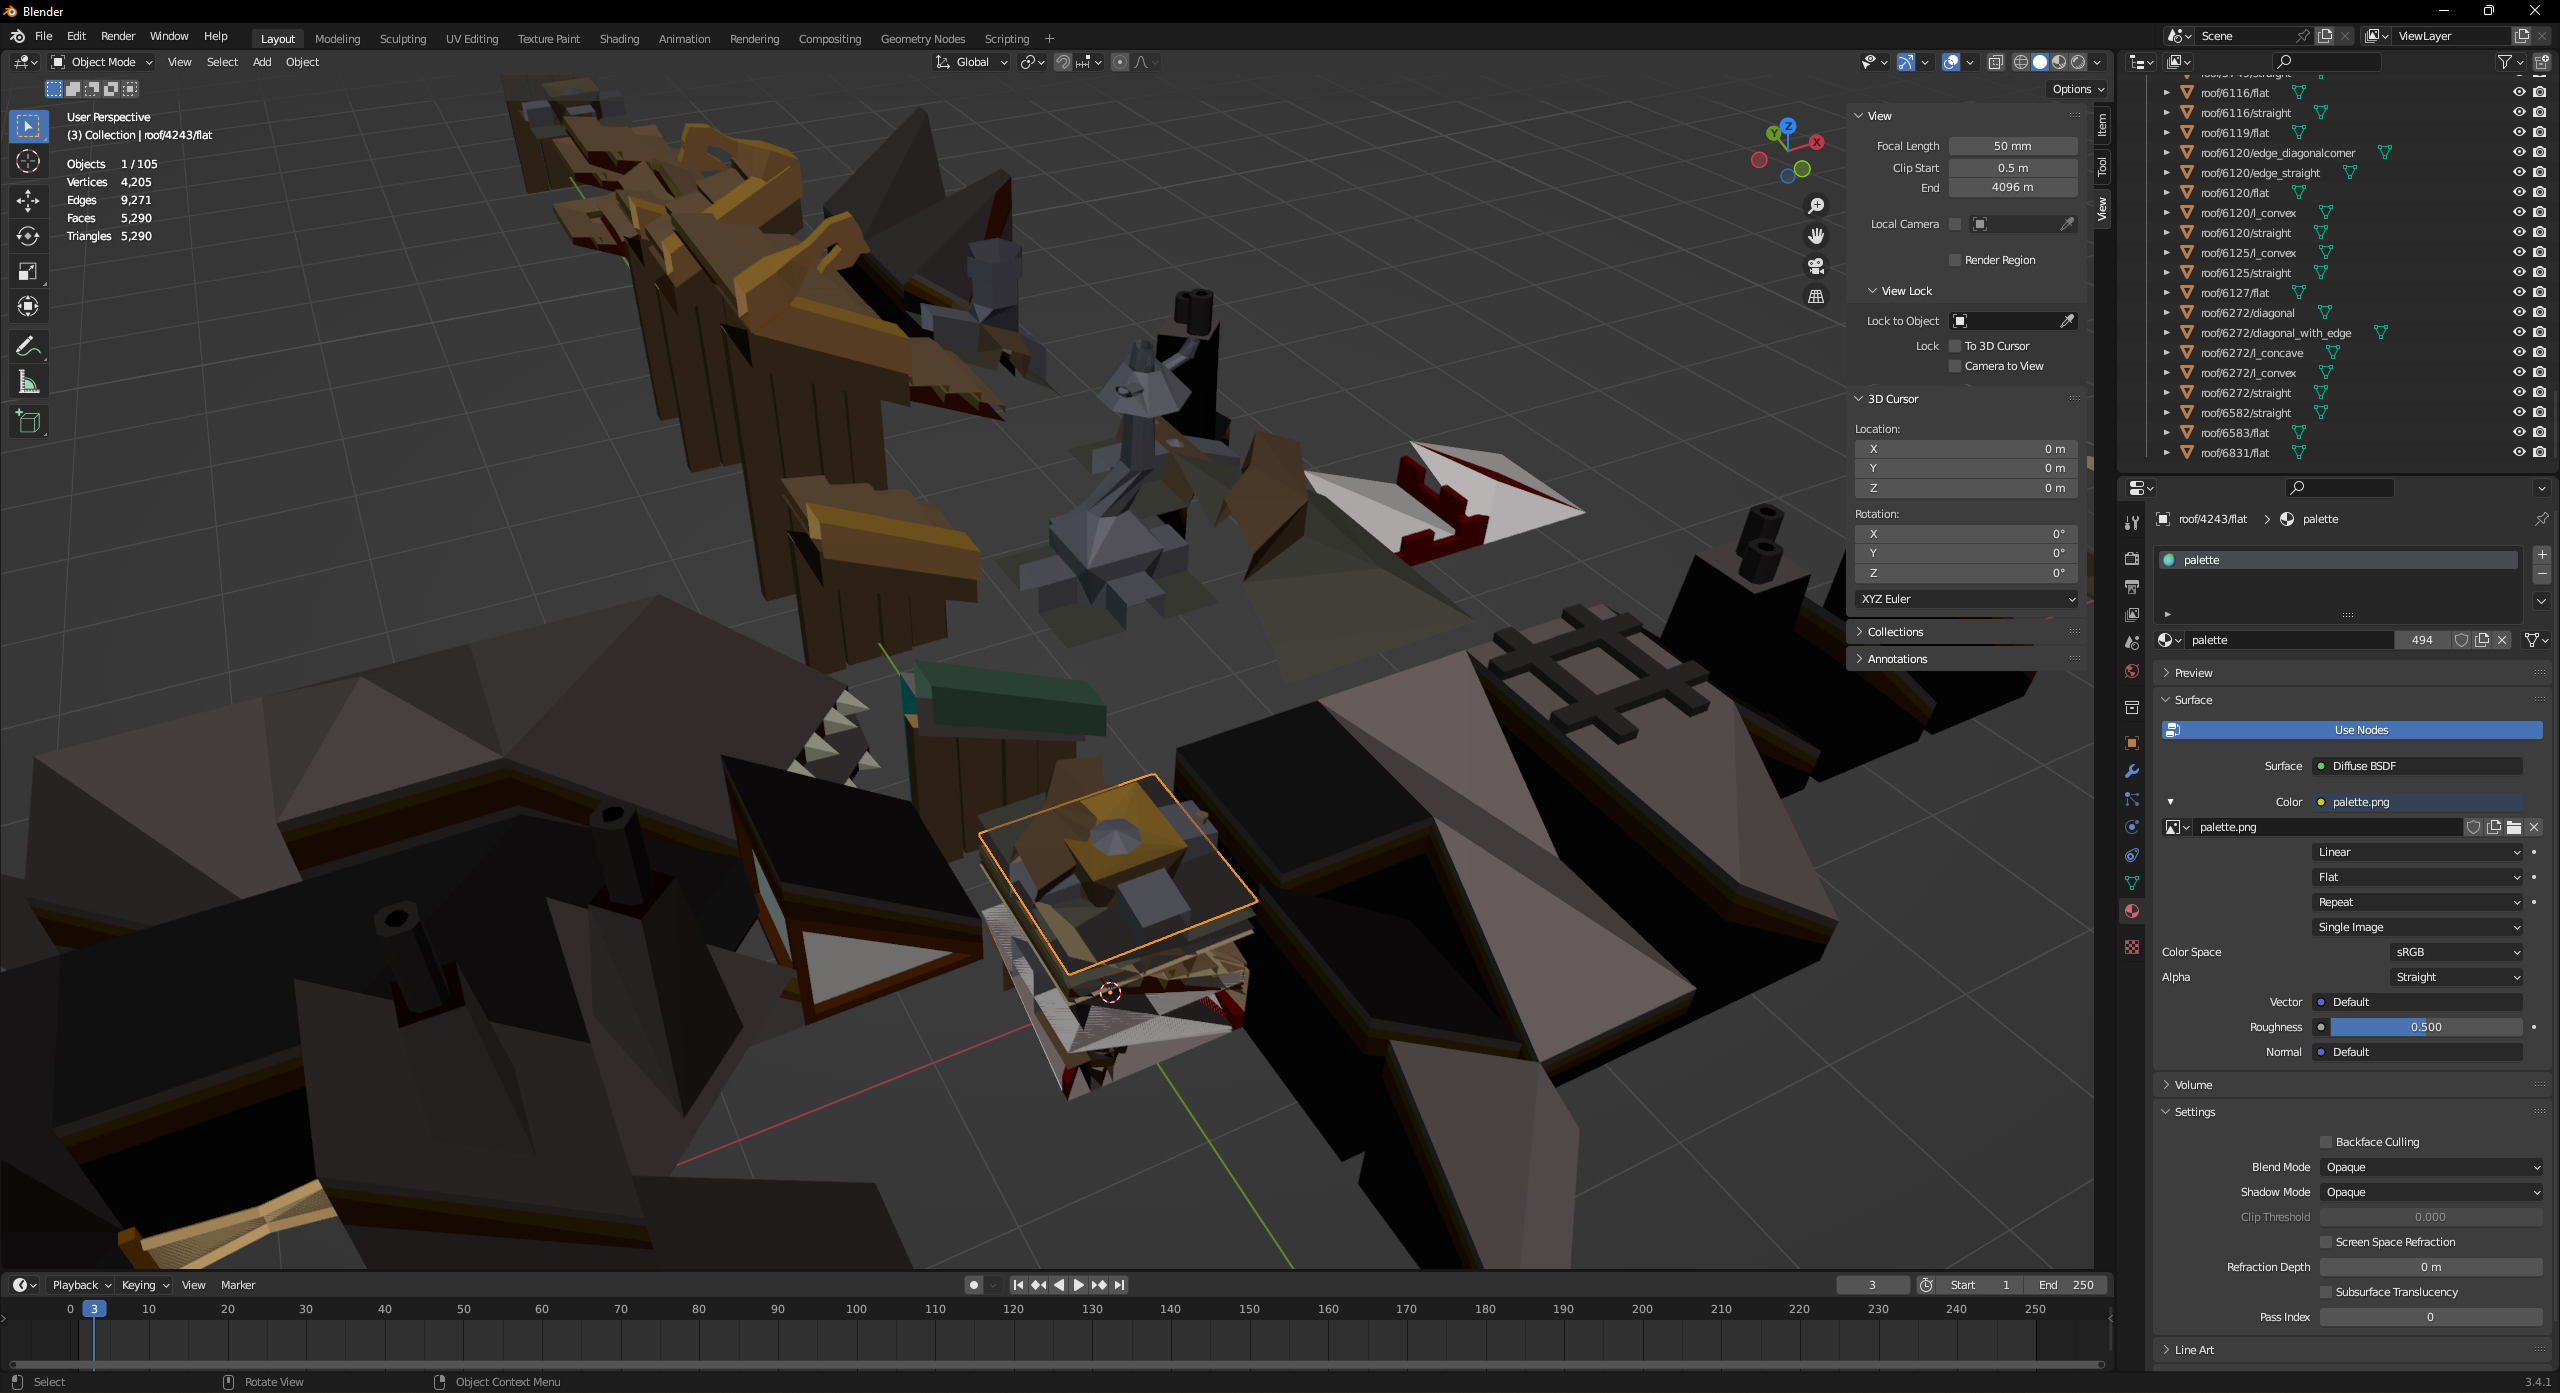 Blender
File Edit Render Window Help Layout Modeling Sculpting UV Editing Texture Paint Shading Animation Rendering Compositing Geometry Nodes Scripting + Scene ViewLayer
Object Mode View Select Add Object Global
Options
User Perspective
(3) Collection | roof/4243/flat
Objects 1 / 105
Vertices 4,205
Edges 9,271
Faces 5,290
Triangles 5,290
Z
Y
X
Item
Tool
View
View
Focal Length 50 mm
Clip Start 0.5 m
End 4096 m
Local Camera
Render Region
View Lock
Lock to Object
Lock To 3D Cursor
Camera to View
3D Cursor
Location:
X 0 m
Y 0 m
Z 0 m
Rotation:
X 0°
Y 0°
Z 0°
XYZ Euler
Collections
Annotations
roof/6116/flat
roof/6116/straight
roof/6119/flat
roof/6120/edge_diagonalcorner
roof/6120/edge_straight
roof/6120/flat
roof/6120/l_convex
roof/6120/straight
roof/6125/l_convex
roof/6125/straight
roof/6127/flat
roof/6272/diagonal
roof/6272/diagonal_with_edge
roof/6272/l_concave
roof/6272/l_convex
roof/6272/straight
roof/6582/straight
roof/6583/flat
roof/6831/flat
roof/4243/flat > palette
palette
palette 494
Preview
Surface
Use Nodes
Surface Diffuse BSDF
Color palette.png
palette.png
Linear
Flat
Repeat
Single Image
Color Space sRGB
Alpha Straight
Vector Default
Roughness 0.500
Normal Default
Volume
Settings
Backface Culling
Blend Mode Opaque
Shadow Mode Opaque
Clip Threshold 0.000
Screen Space Refraction
Refraction Depth 0 m
Subsurface Translucency
Pass Index 0
Line Art
Playback Keying View Marker 3 Start 1 End 250
0 3 10 20 30 40 50 60 70 80 90 100 110 120 130 140 150 160 170 180 190 200 210 220 230 240 250
Select Rotate View Object Context Menu 3.4.1